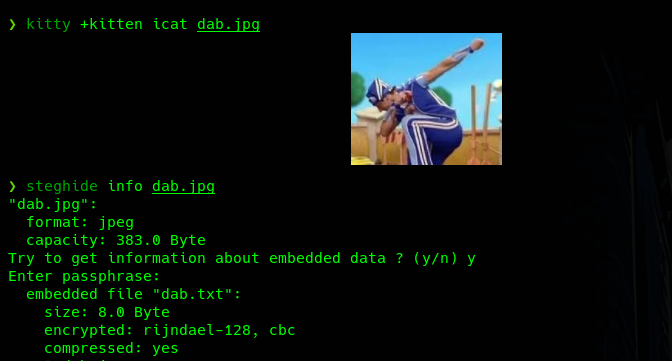 ❯ kitty +kitten icat dab.jpg
❯ steghide info dab.jpg
"dab.jpg":
format: jpeg
capacity: 383.0 Byte
Try to get information about embedded data ? (y/n) y
Enter passphrase:
embedded file "dab.txt":
size: 8.0 Byte
encrypted: rijndael-128, cbc
compressed: yes